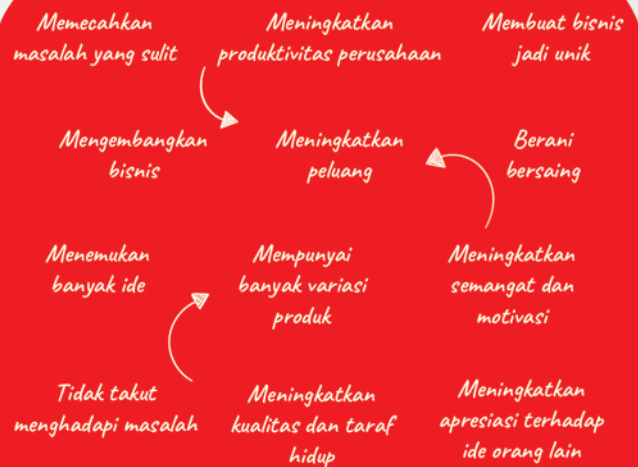 Memecahkan
masalah yang sulit
Meningkatkan
produktivitas perusahaan
Membuat bisnis
jadi unik
Mengembangkan
bisnis
Meningkatkan
peluang
Berani
bersaing
Menemukan
banyak ide
Mempunyai
banyak variasi
produk
Meningkatkan
semangat dan
motivasi
Tidak takut
menghadapi masalah
Meningkatkan
kualitas dan taraf
hidup
Meningkatkan
apresiasi terhadap
ide orang lain